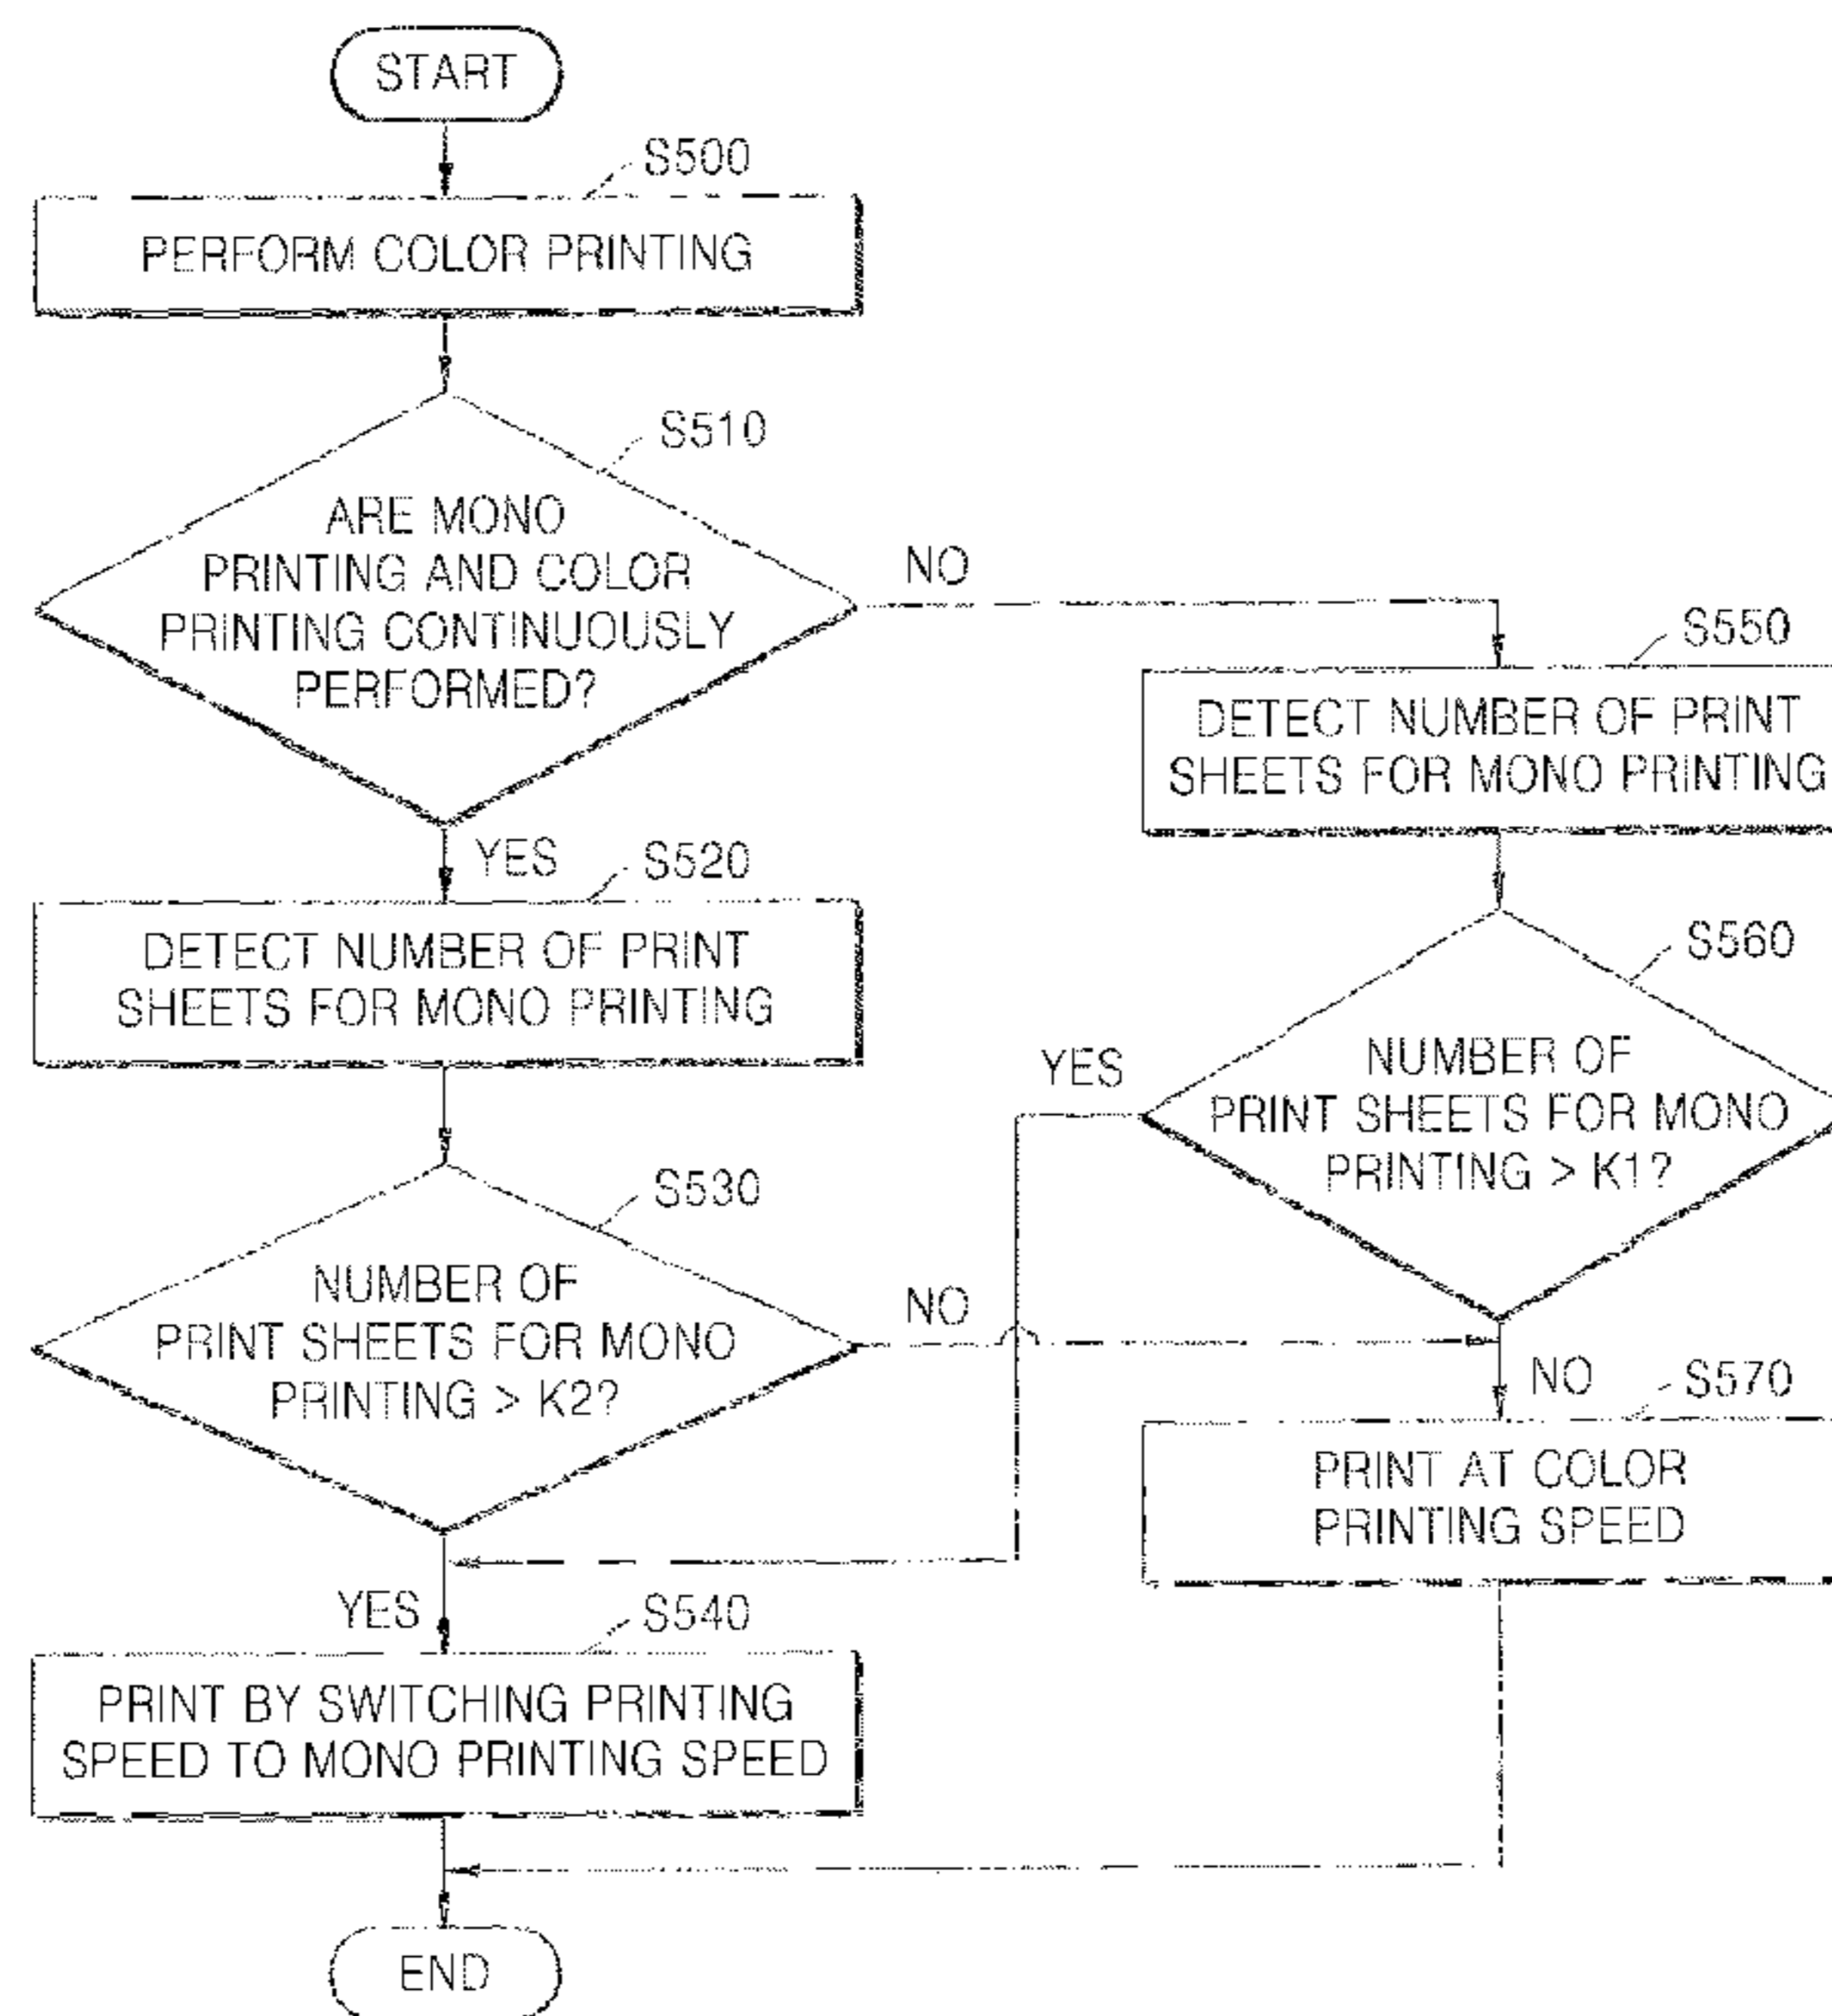 START
S500
PERFORM COLOR PRINTING
S510
ARE MONO
PRINTING AND COLOR
PRINTING CONTINUOUSLY
PERFORMED?
NO
YES
S520
DETECT NUMBER OF PRINT
SHEETS FOR MONO PRINTING
S530
NUMBER OF
PRINT SHEETS FOR MONO
PRINTING > K2?
NO
YES
S540
PRINT BY SWITCHING PRINTING
SPEED TO MONO PRINTING SPEED
END
S550
DETECT NUMBER OF PRINT
SHEETS FOR MONO PRINTING
S560
YES
NUMBER OF
PRINT SHEETS FOR MONO
PRINTING > K1?
NO
S570
PRINT AT COLOR
PRINTING SPEED